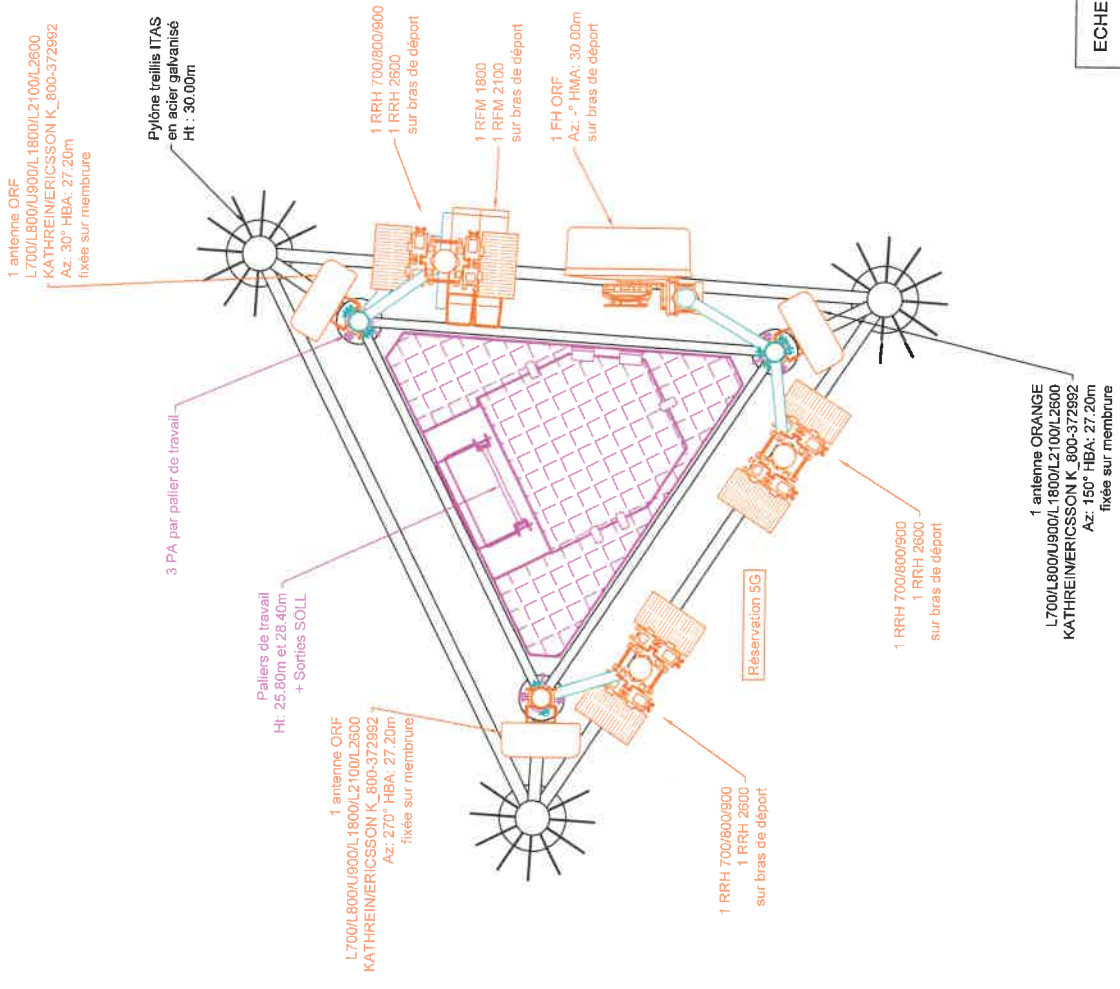 1 antenne ORF
L700/L800/U900/L1800/L2100/L2600
KATHREIN/ERICSSON K_800-372992
Az: 30° HBA: 27.20m
fixée sur membrure
Pylône treillis ITAS
en acier galvanisé
Ht : 30.00m
1 RRH 700/800/900
1 RRH 2600
sur bras de déport
1 RFM 1800
1 RFM 2100
sur bras de déport
1 FH ORF
Az: -° HMA: 30.00m
sur bras de déport
3 PA par palier de travail
Paliers de travail
Ht: 25.80m et 28.40m
+ Sorties SÖLL
1 antenne ORF
L700/L800/U900/L1800/L2100/L2600
KATHREIN/ERICSSON K_800-372992
Az: 270° HBA: 27.20m
fixée sur membrure
Réservation 5G
1 RRH 700/800/900
1 RRH 2600
sur bras de déport
1 RRH 700/800/900
1 RRH 2600
sur bras de déport
1 antenne ORANGE
L700/L800/U900/L1800/L2100/L2600
KATHREIN/ERICSSON K_800-372992
Az: 150° HBA: 27.20m
fixée sur membrure
ECHE